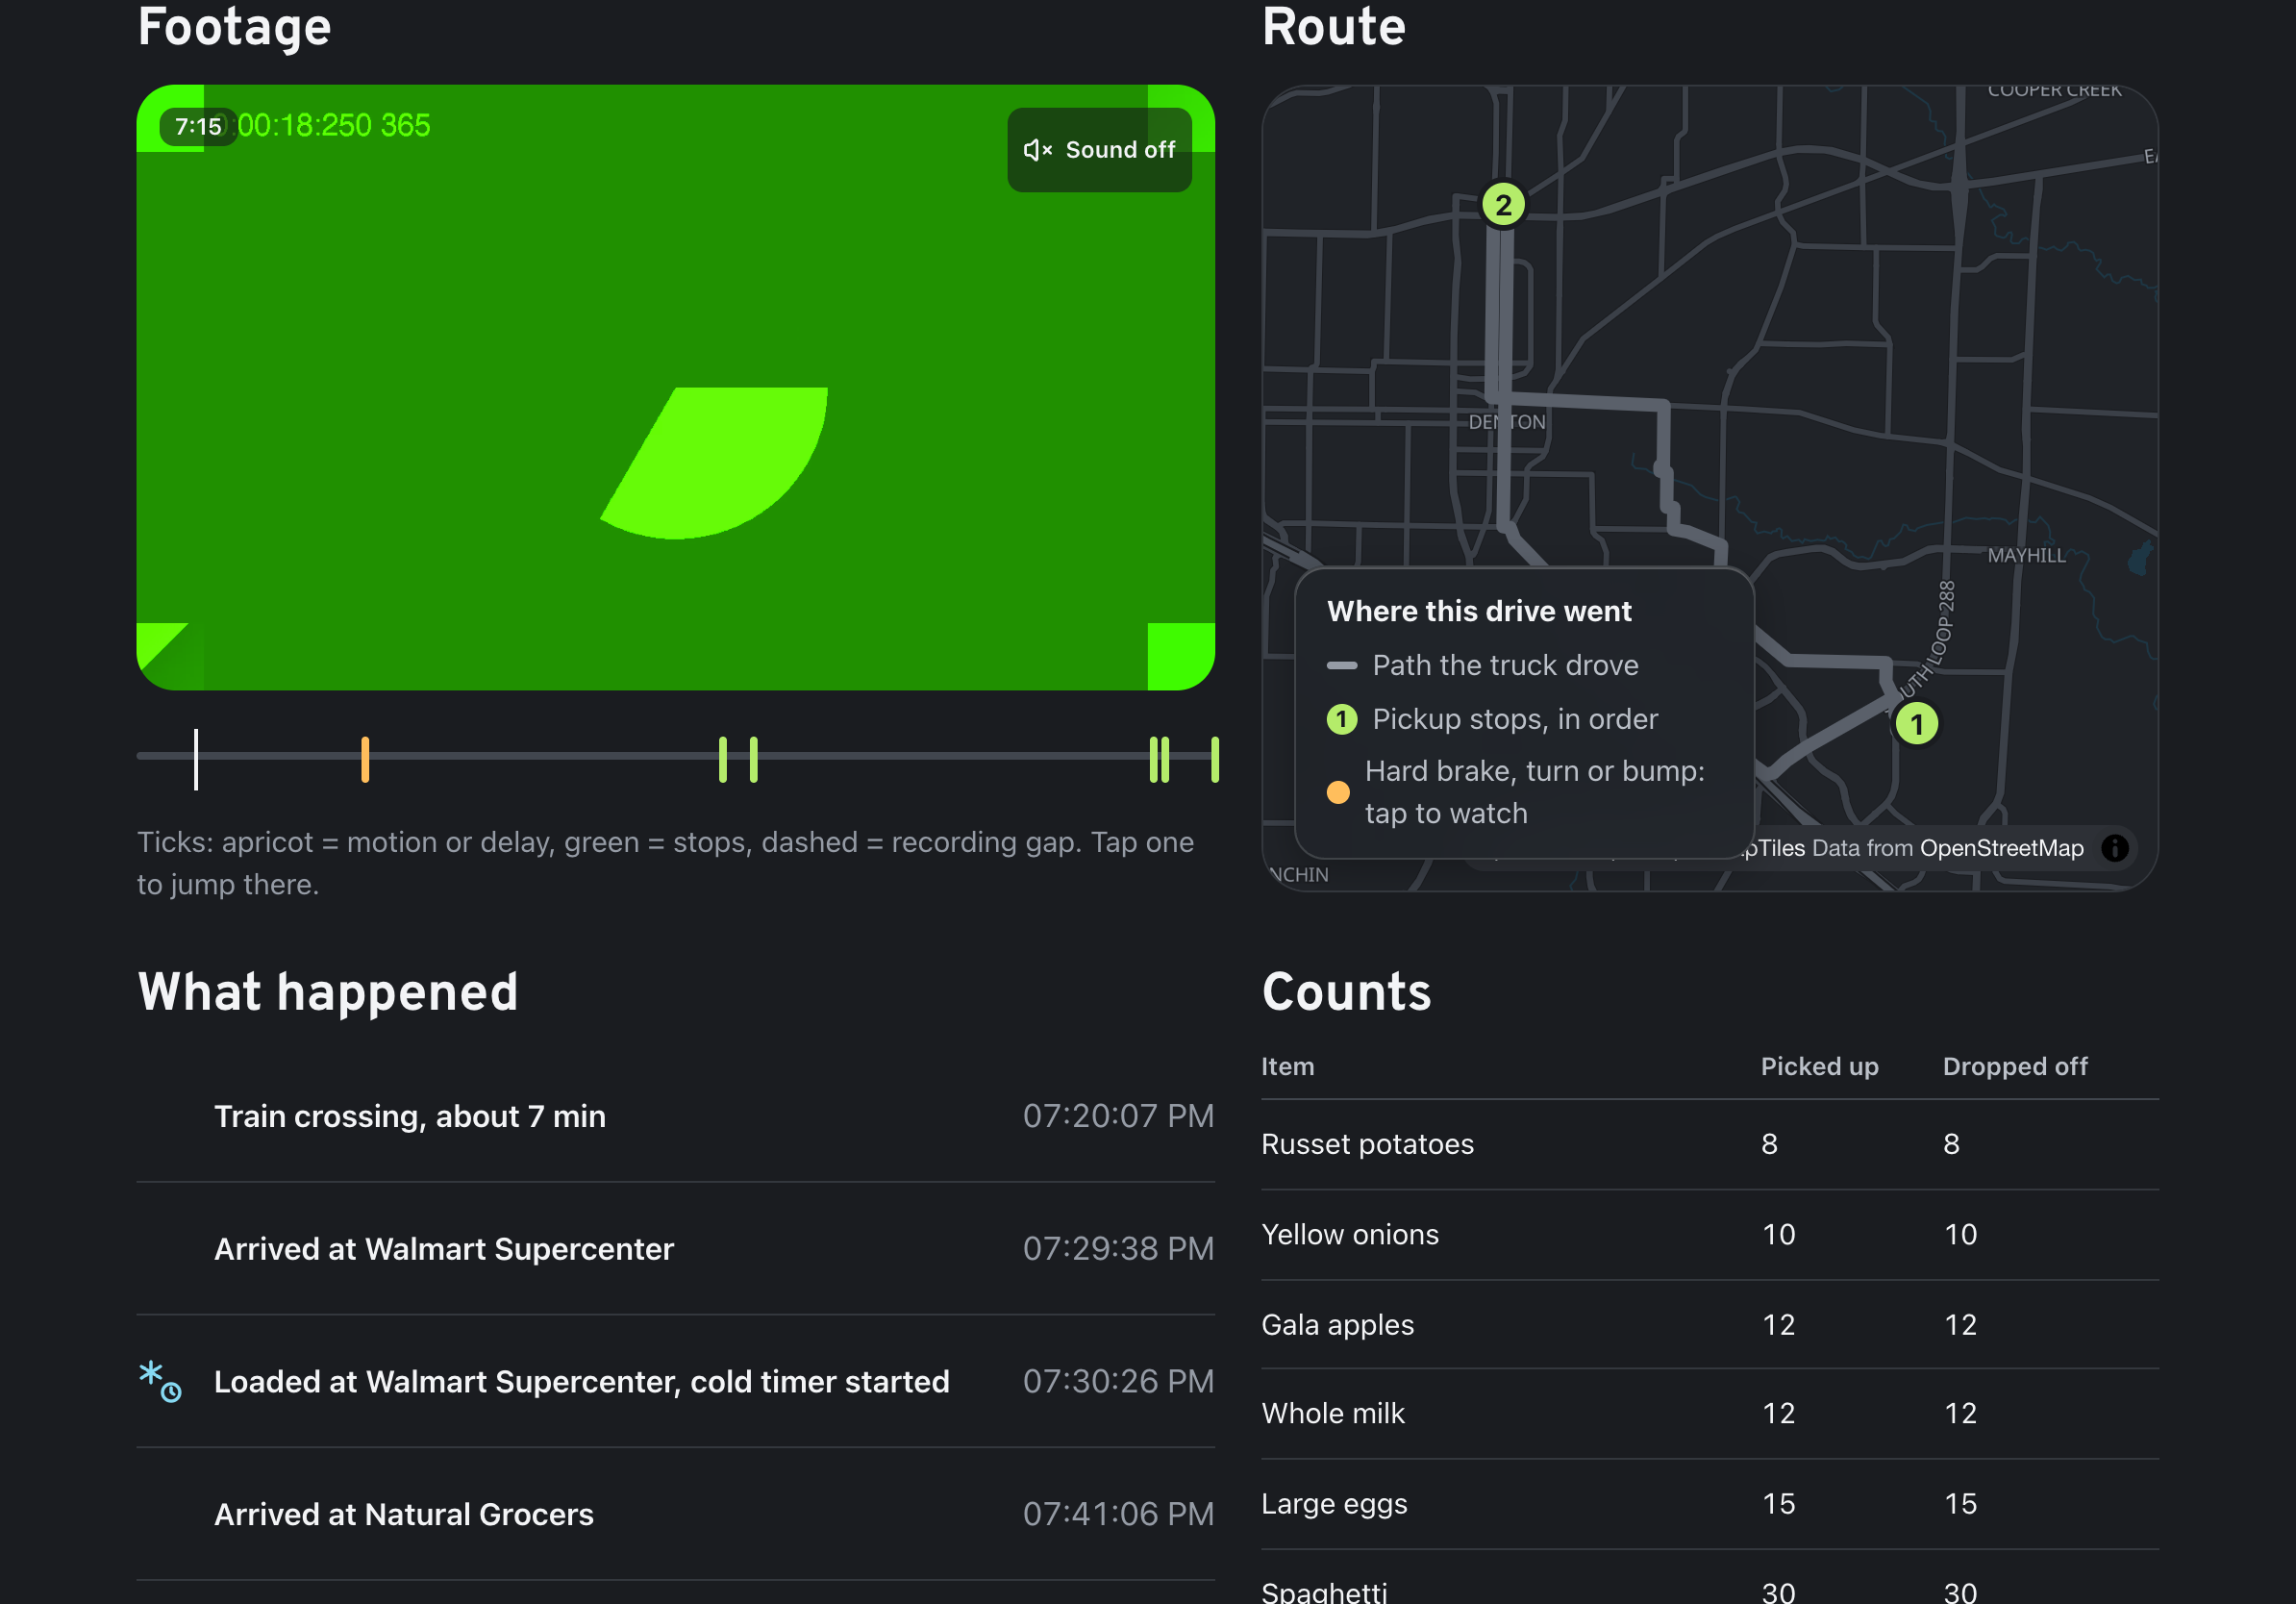 Footage
7:15
:00:18:250 365
Sound off
Ticks: apricot = motion or delay, green = stops, dashed = recording gap. Tap one
to jump there.
Route
COOPER CREEK
2
DENTON
MAYHILL
UTH LOOP 288
1
Where this drive went
Path the truck drove
1 Pickup stops, in order
Hard brake, turn or bump:
tap to watch
pTiles Data from OpenStreetMap
NCHIN
What happened
Train crossing, about 7 min 07:20:07 PM
Arrived at Walmart Supercenter 07:29:38 PM
Loaded at Walmart Supercenter, cold timer started 07:30:26 PM
Arrived at Natural Grocers 07:41:06 PM
Counts
Item Picked up Dropped off
Russet potatoes 8 8
Yellow onions 10 10
Gala apples 12 12
Whole milk 12 12
Large eggs 15 15
Spaghetti 30 30